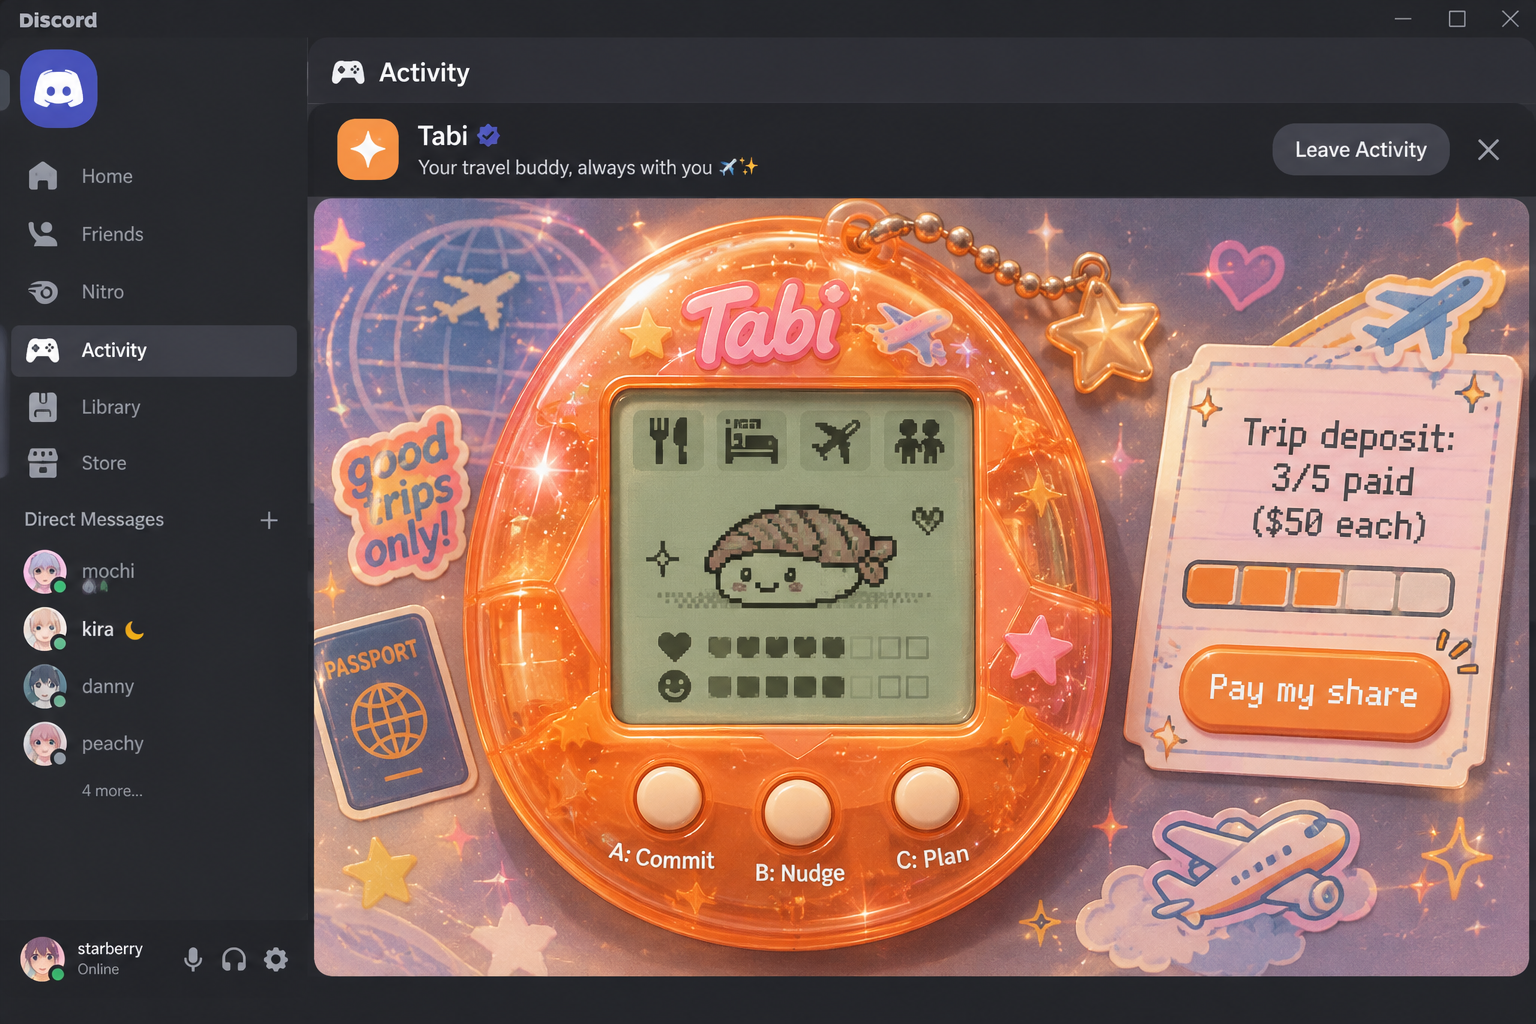 Discord
Activity
Tabi
Your travel buddy, always with you
Leave Activity
Home
Friends
Nitro
Activity
Library
Store
Direct Messages
mochi
kira
danny
peachy
4 more...
starberry
Online
Tabi
good
trips
only!
PASSPORT
A: Commit
B: Nudge
C: Plan
Trip deposit:
3/5 paid
($50 each)
Pay my share